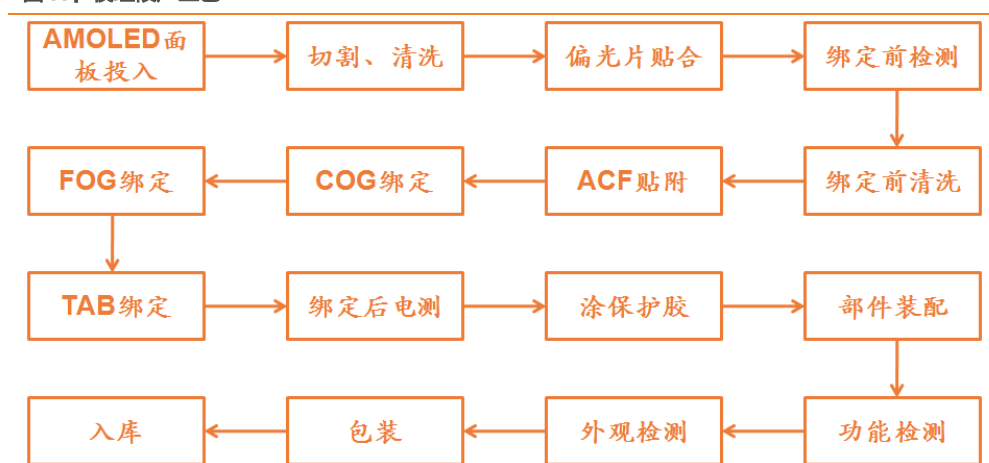 AMOLED面
板投入
切割、清洗
偏光片贴合
绑定前检测
绑定前清洗
ACF贴附
COG绑定
FOG绑定
TAB绑定
绑定后电测
涂保护胶
部件装配
功能检测
外观检测
包装
入库